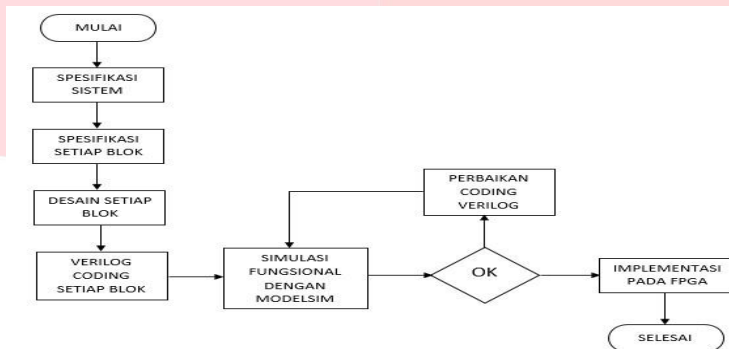 MULAI
SPESIFIKASI
SISTEM
SPESIFIKASI
SETIAP BLOK
DESAIN SETIAP
BLOK
VERILOG
CODING
SETIAP BLOK
SIMULASI
FUNGSIONAL
DENGAN
MODELSIM
PERBAIKAN
CODING
VERILOG
OK
IMPLEMENTASI
PADA FPGA
SELESAI